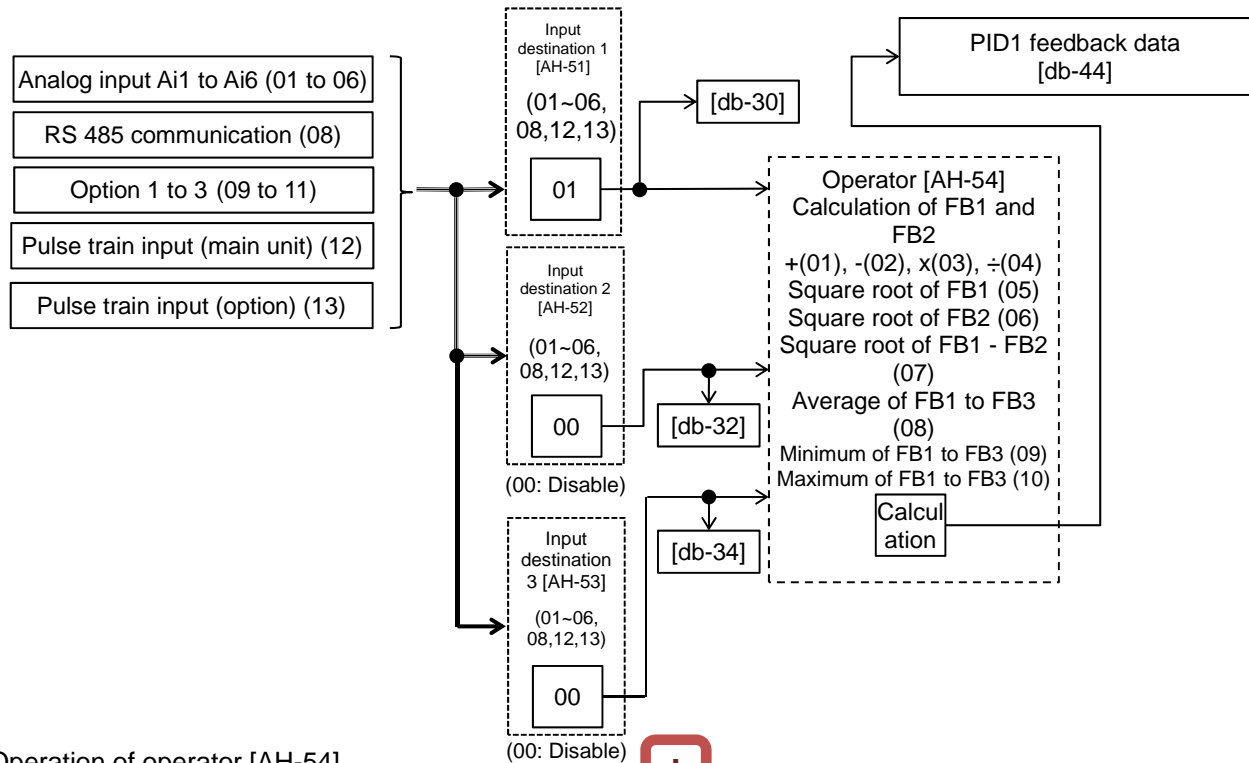 Analog input Ai1 to Ai6 (01 to 06)
RS 485 communication (08)
Option 1 to 3 (09 to 11)
Pulse train input (main unit) (12)
Pulse train input (option) (13)
Input
destination 1
[AH-51]
(01~06,
08,12,13)
01
[db-30]
Input
destination 2
[AH-52]
(01~06,
08,12,13)
00
(00: Disable)
[db-32]
Input
destination
3 [AH-53]
(01~06,
08,12,13)
00
(00: Disable)
[db-34]
PID1 feedback data
[db-44]
Operator [AH-54]
Calculation of FB1 and
FB2
+(01), -(02), x(03), ÷(04)
Square root of FB1 (05)
Square root of FB2 (06)
Square root of FB1 - FB2
(07)
Average of FB1 to FB3
(08)
Minimum of FB1 to FB3 (09)
Maximum of FB1 to FB3 (10)
Calcul
ation
Operation of operator [AH-54]